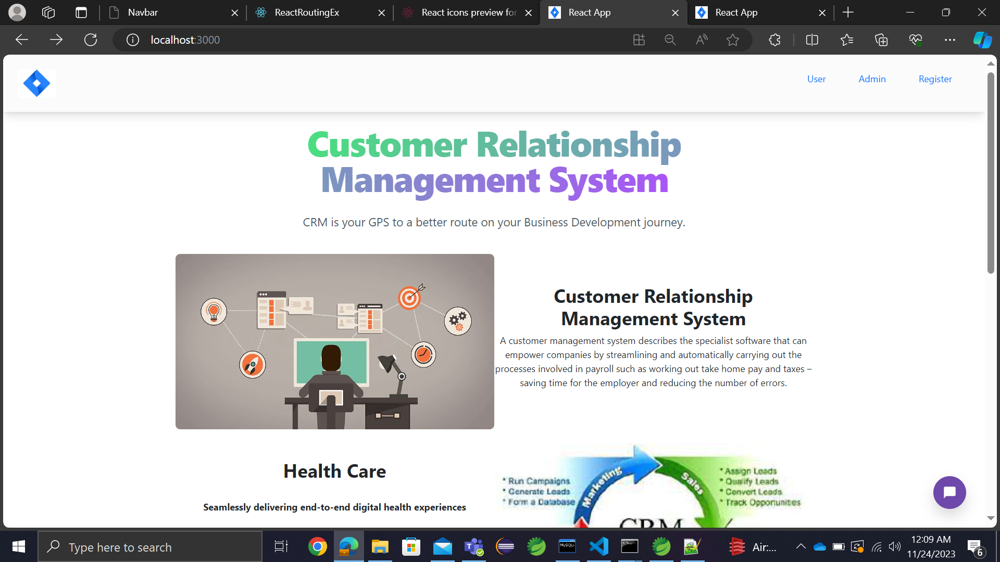 Navbar
ReactRoutingEx
React icons preview for
React App
React App
localhost:3000
User
Admin
Register
Customer Relationship
Management System
CRM is your GPS to a better route on your Business Development journey.
Customer Relationship
Management System
A customer management system describes the specialist software that can
empower companies by streamlining and automatically carrying out the
processes involved in payroll such as working out take home pay and taxes –
saving time for the employer and reducing the number of errors.
Health Care
Seamlessly delivering end-to-end digital health experiences
* Run Campaigns
* Generate Leads
* Form a Database
Marketing
Sales
* Assign Leads
* Qualify Leads
* Convert Leads
* Track Opportunities
CRM
Type here to search
MySQL
Air:...
12:09 AM
11/24/2023
6